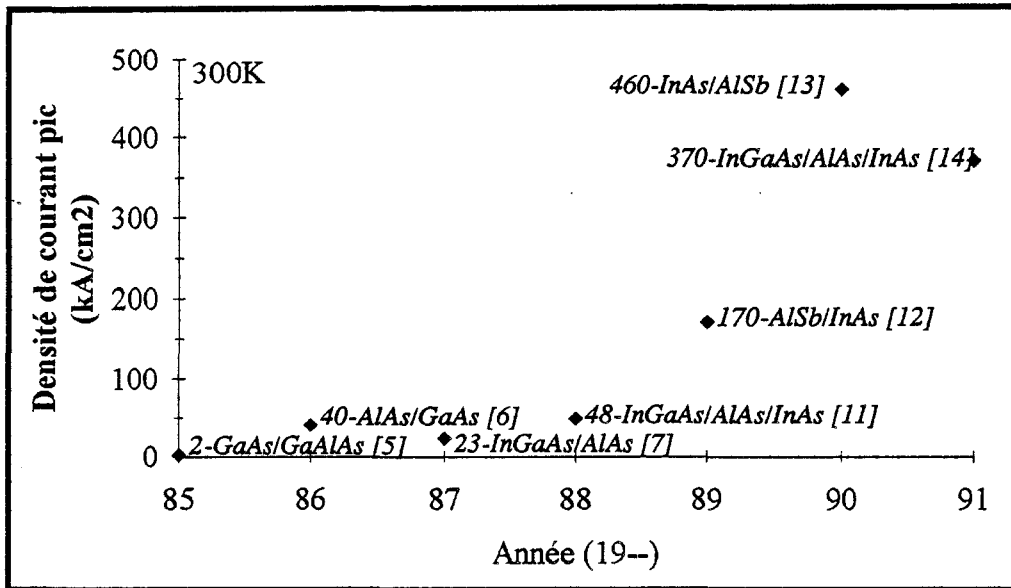 Densité de courant pic
(kA/cm2)
500
400
300
200
100
0
300K
460-InAs/AlSb [13]
370-InGaAs/AlAs/InAs [14]
170-AlSb/InAs [12]
40-AlAs/GaAs [6]
48-InGaAs/AlAs/InAs [11]
2-GaAs/GaAlAs [5]
23-InGaAs/AlAs [7]
85 86 87 88 89 90 91
Année (19--)